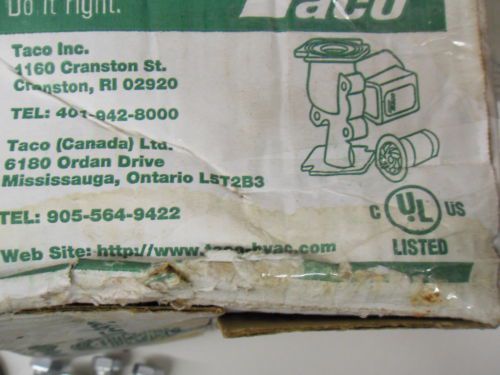 Do it right.
Taco
Taco Inc.
1160 Cranston St.
Cranston, RI 02920
TEL: 401-942-8000
Taco (Canada) Ltd.
6180 Ordan Drive
Mississauga, Ontario L5T2B3
TEL: 905-564-9422
Web Site: http://www.taco-hvac.com
Taco
C UL US
LISTED